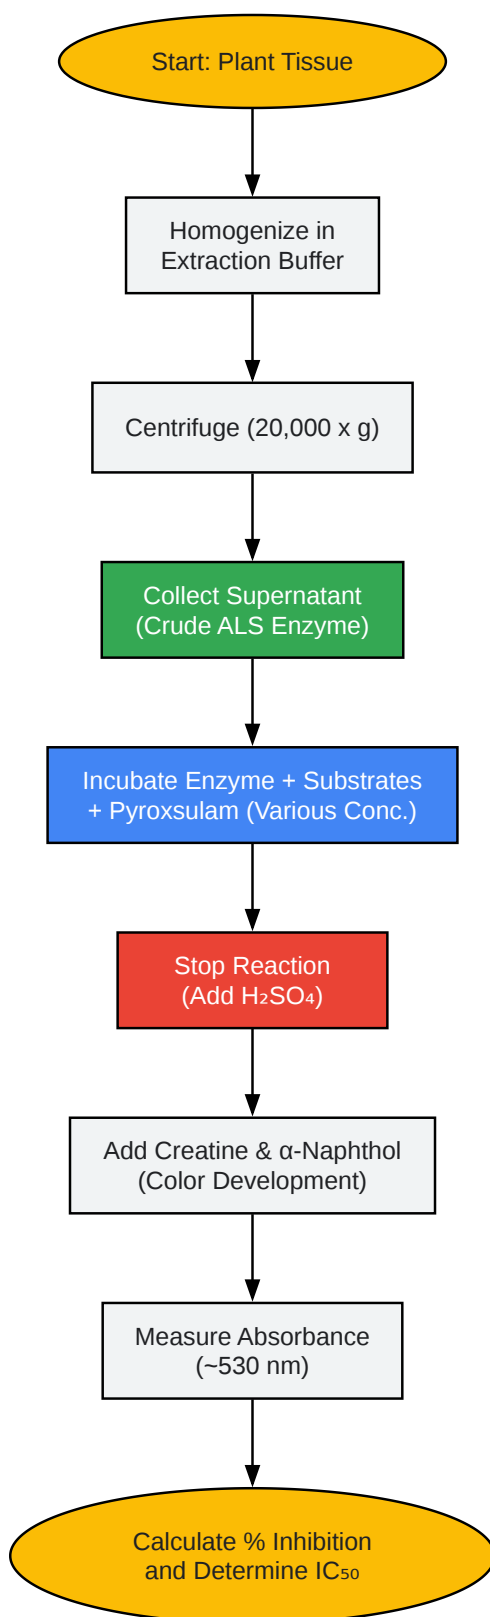 Start: Plant Tissue
Homogenize in
Extraction Buffer
Centrifuge (20,000 x g)
Collect Supernatant
(Crude ALS Enzyme)
Incubate Enzyme + Substrates
+ Pyroxsulam (Various Conc.)
Stop Reaction
(Add H₂SO₄)
Add Creatine & α-Naphthol
(Color Development)
Measure Absorbance
(~530 nm)
Calculate % Inhibition
and Determine IC₅₀